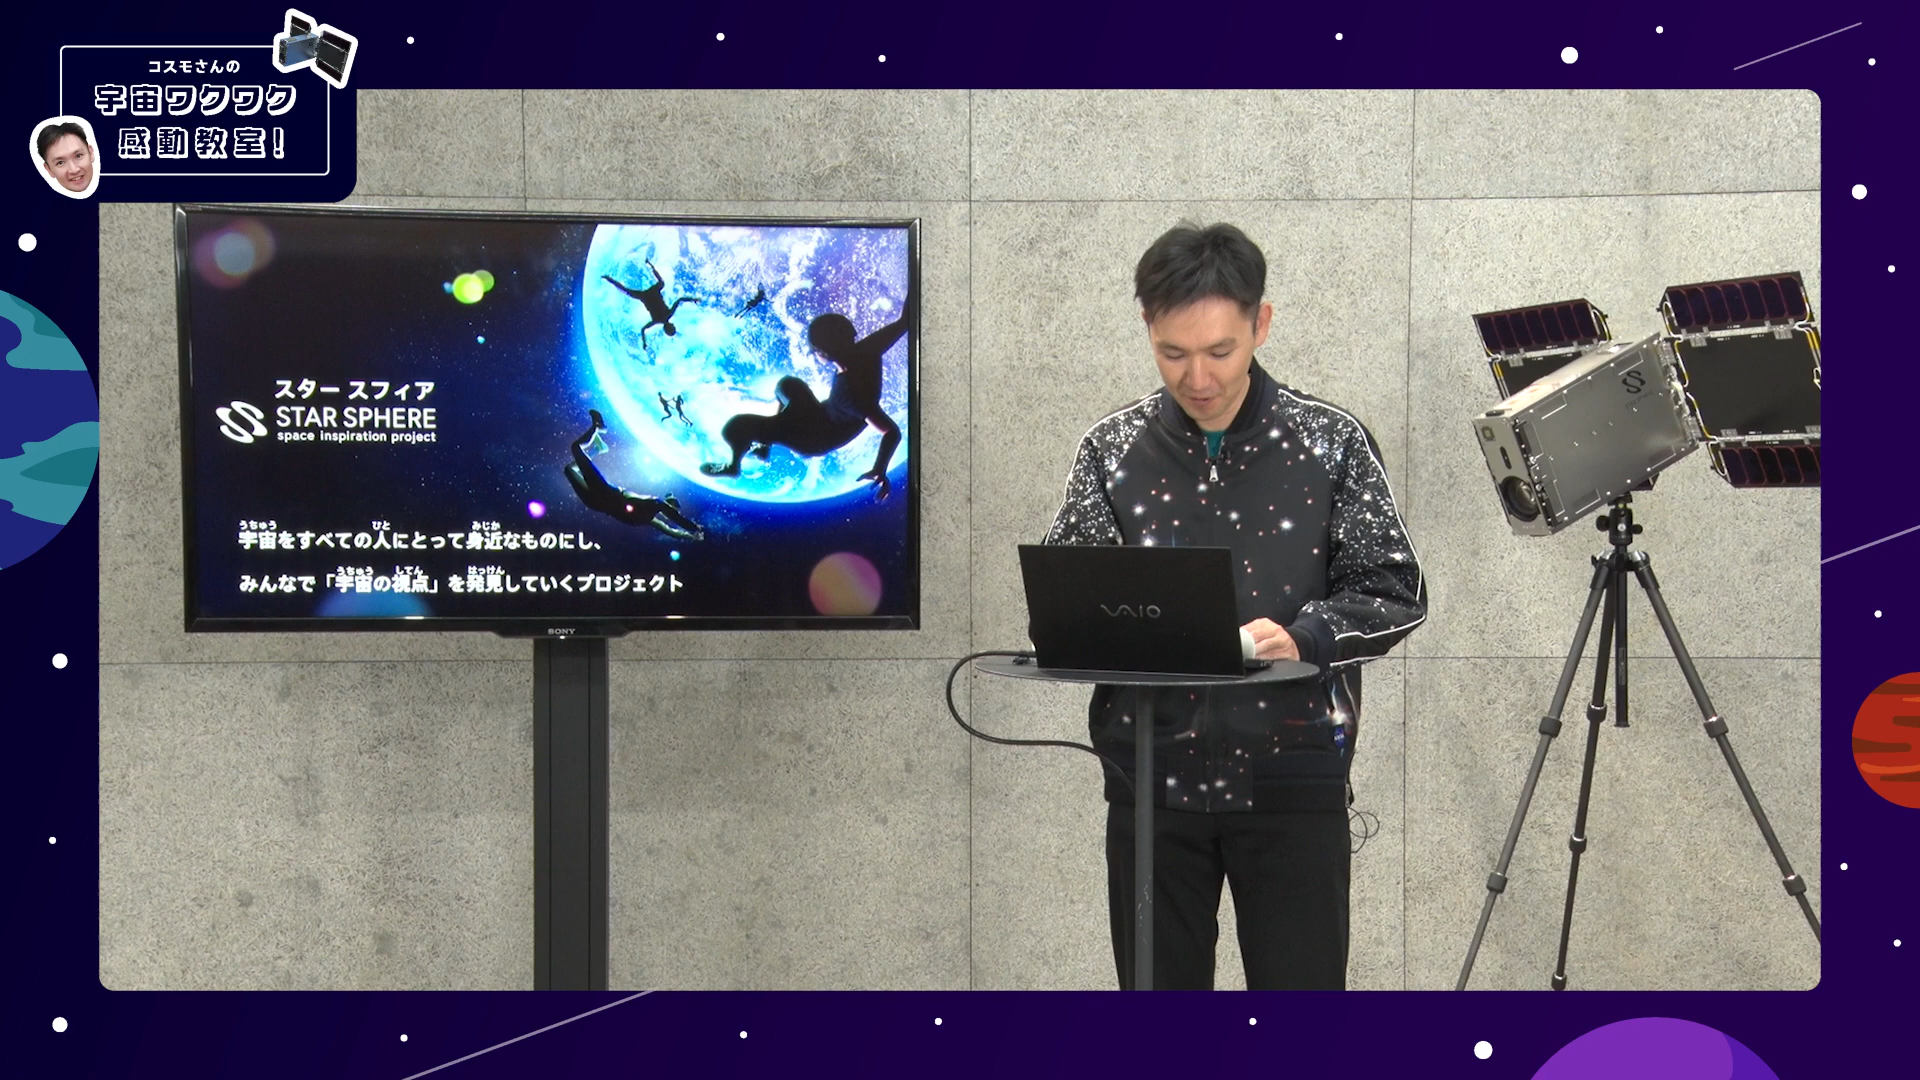 コスモさんの
宇宙ワクワク
感動教室!
スター スフィア
STAR SPHERE
space inspiration project
うちゅう ひと みじか
宇宙をすべての人にとって身近なものにし、
うちゅう してん はっけん
みんなで「宇宙の視点」を発見していくプロジェクト
SONY
VAIO